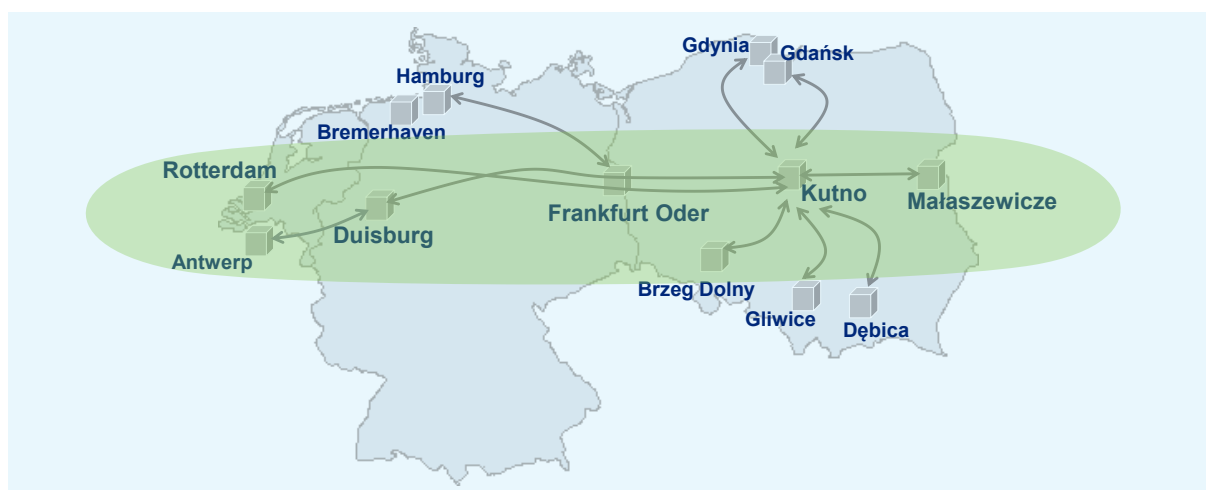 Gdynia
Gdańsk
Hamburg
Bremerhaven
Rotterdam
Kutno
Małaszewicze
Frankfurt Oder
Duisburg
Antwerp
Brzeg Dolny
Gliwice
Dębica